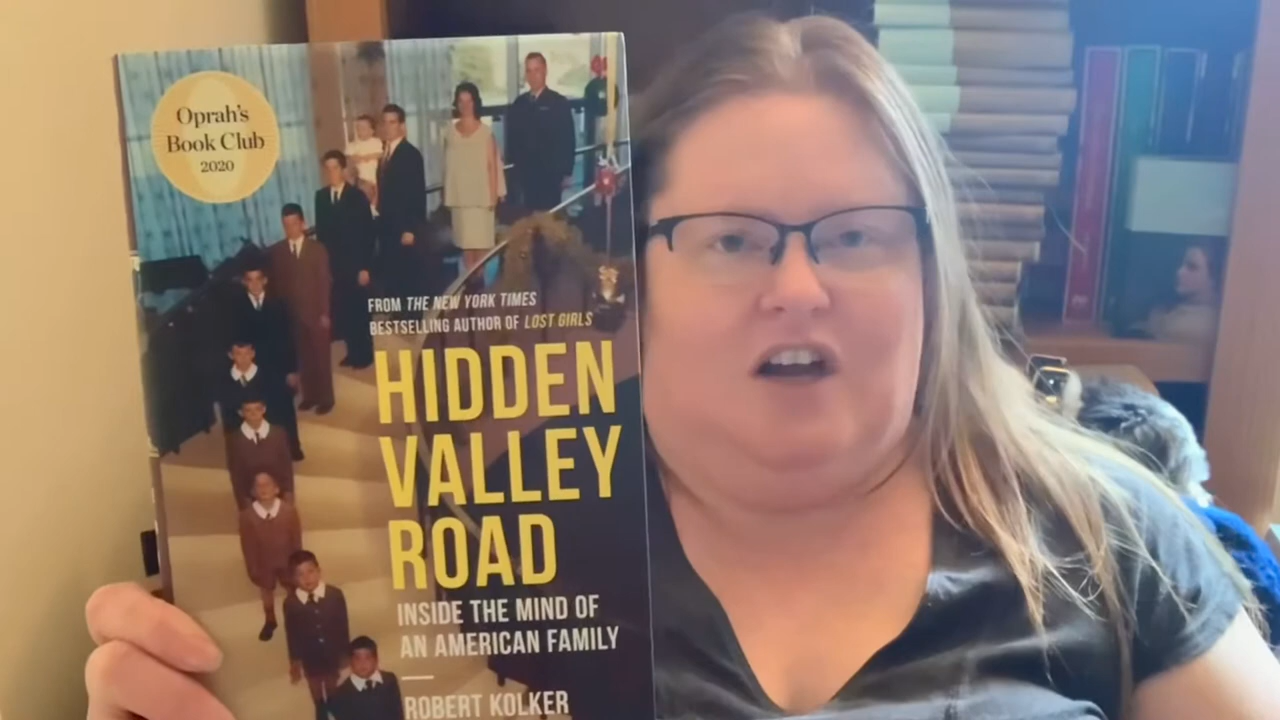 Oprah's
Book Club
2020
FROM THE NEW YORK TIMES
BESTSELLING AUTHOR OF LOST GIRLS
HIDDEN
VALLEY
ROAD
INSIDE THE MIND OF
AN AMERICAN FAMILY
ROBERT KOLKER